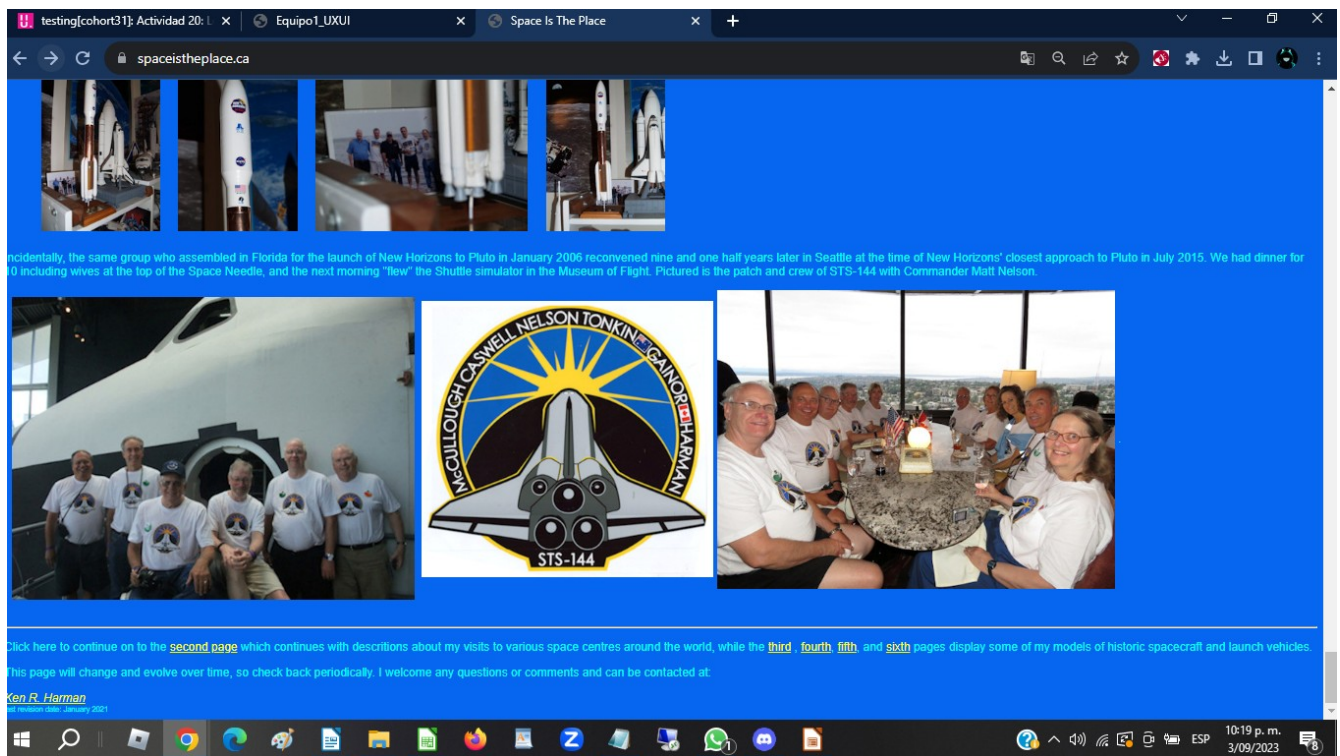 testing[cohort31]: Actividad 20: L
Equipo1_UXUI
Space Is The Place
spaceistheplace.ca
ncidentally, the same group who assembled in Florida for the launch of New Horizons to Pluto in January 2006 reconvened nine and one half years later in Seattle at the time of New Horizons' closest approach to Pluto in July 2015. We had dinner for
10 including wives at the top of the Space Needle, and the next morning "flew" the Shuttle simulator in the Museum of Flight. Pictured is the patch and crew of STS-144 with Commander Matt Nelson.
McCULLOUGH CASWELL NELSON TONKIN GAINOR HARMAN
STS-144
Click here to continue on to the second page which continues with descritions about my visits to various space centres around the world, while the third , fourth, fifth, and sixth pages display some of my models of historic spacecraft and launch vehicles.
This page will change and evolve over time, so check back periodically. I welcome any questions or comments and can be contacted at:
Ken R. Harman
ast revision date: January 2021
ESP
10:19 p. m.
3/09/2023
8